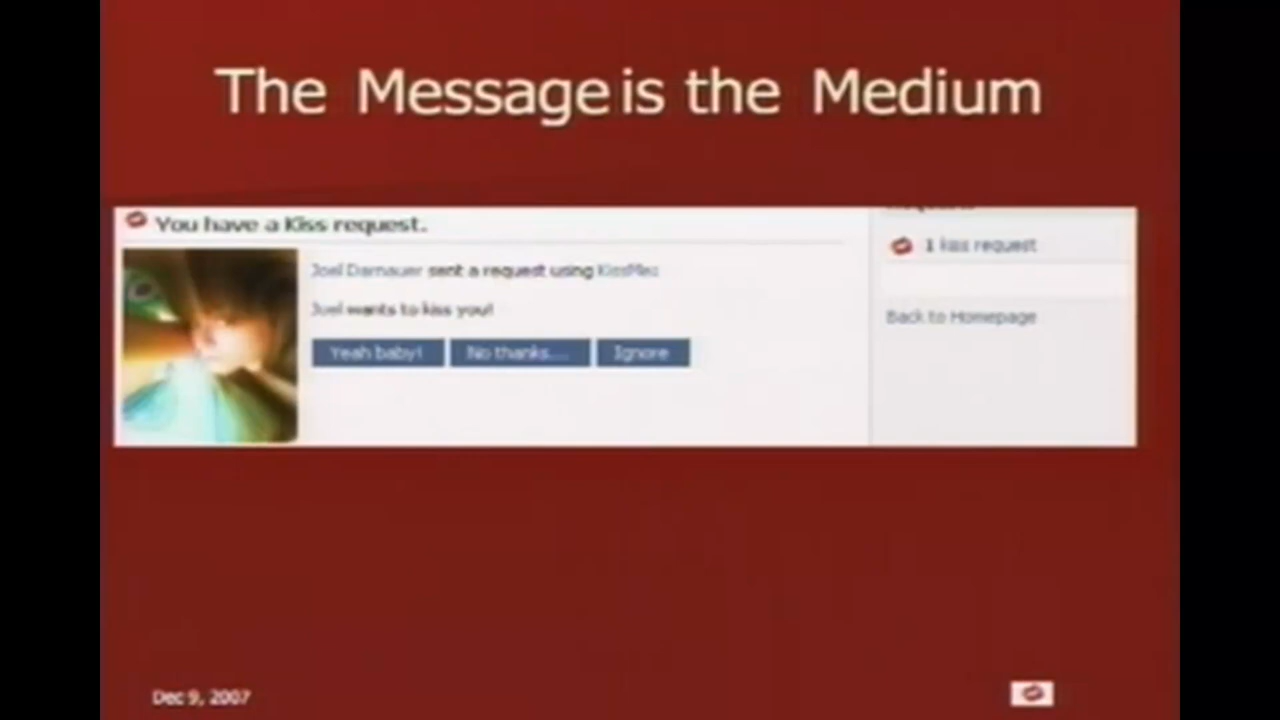 The Message is the Medium
You have a Kiss request.
Joel Darnauer sent a request using KissMe:
Joel wants to kiss you!
Yeah baby! No thanks... Ignore
1 kiss request
Back to Homepage
Dec 9, 2007